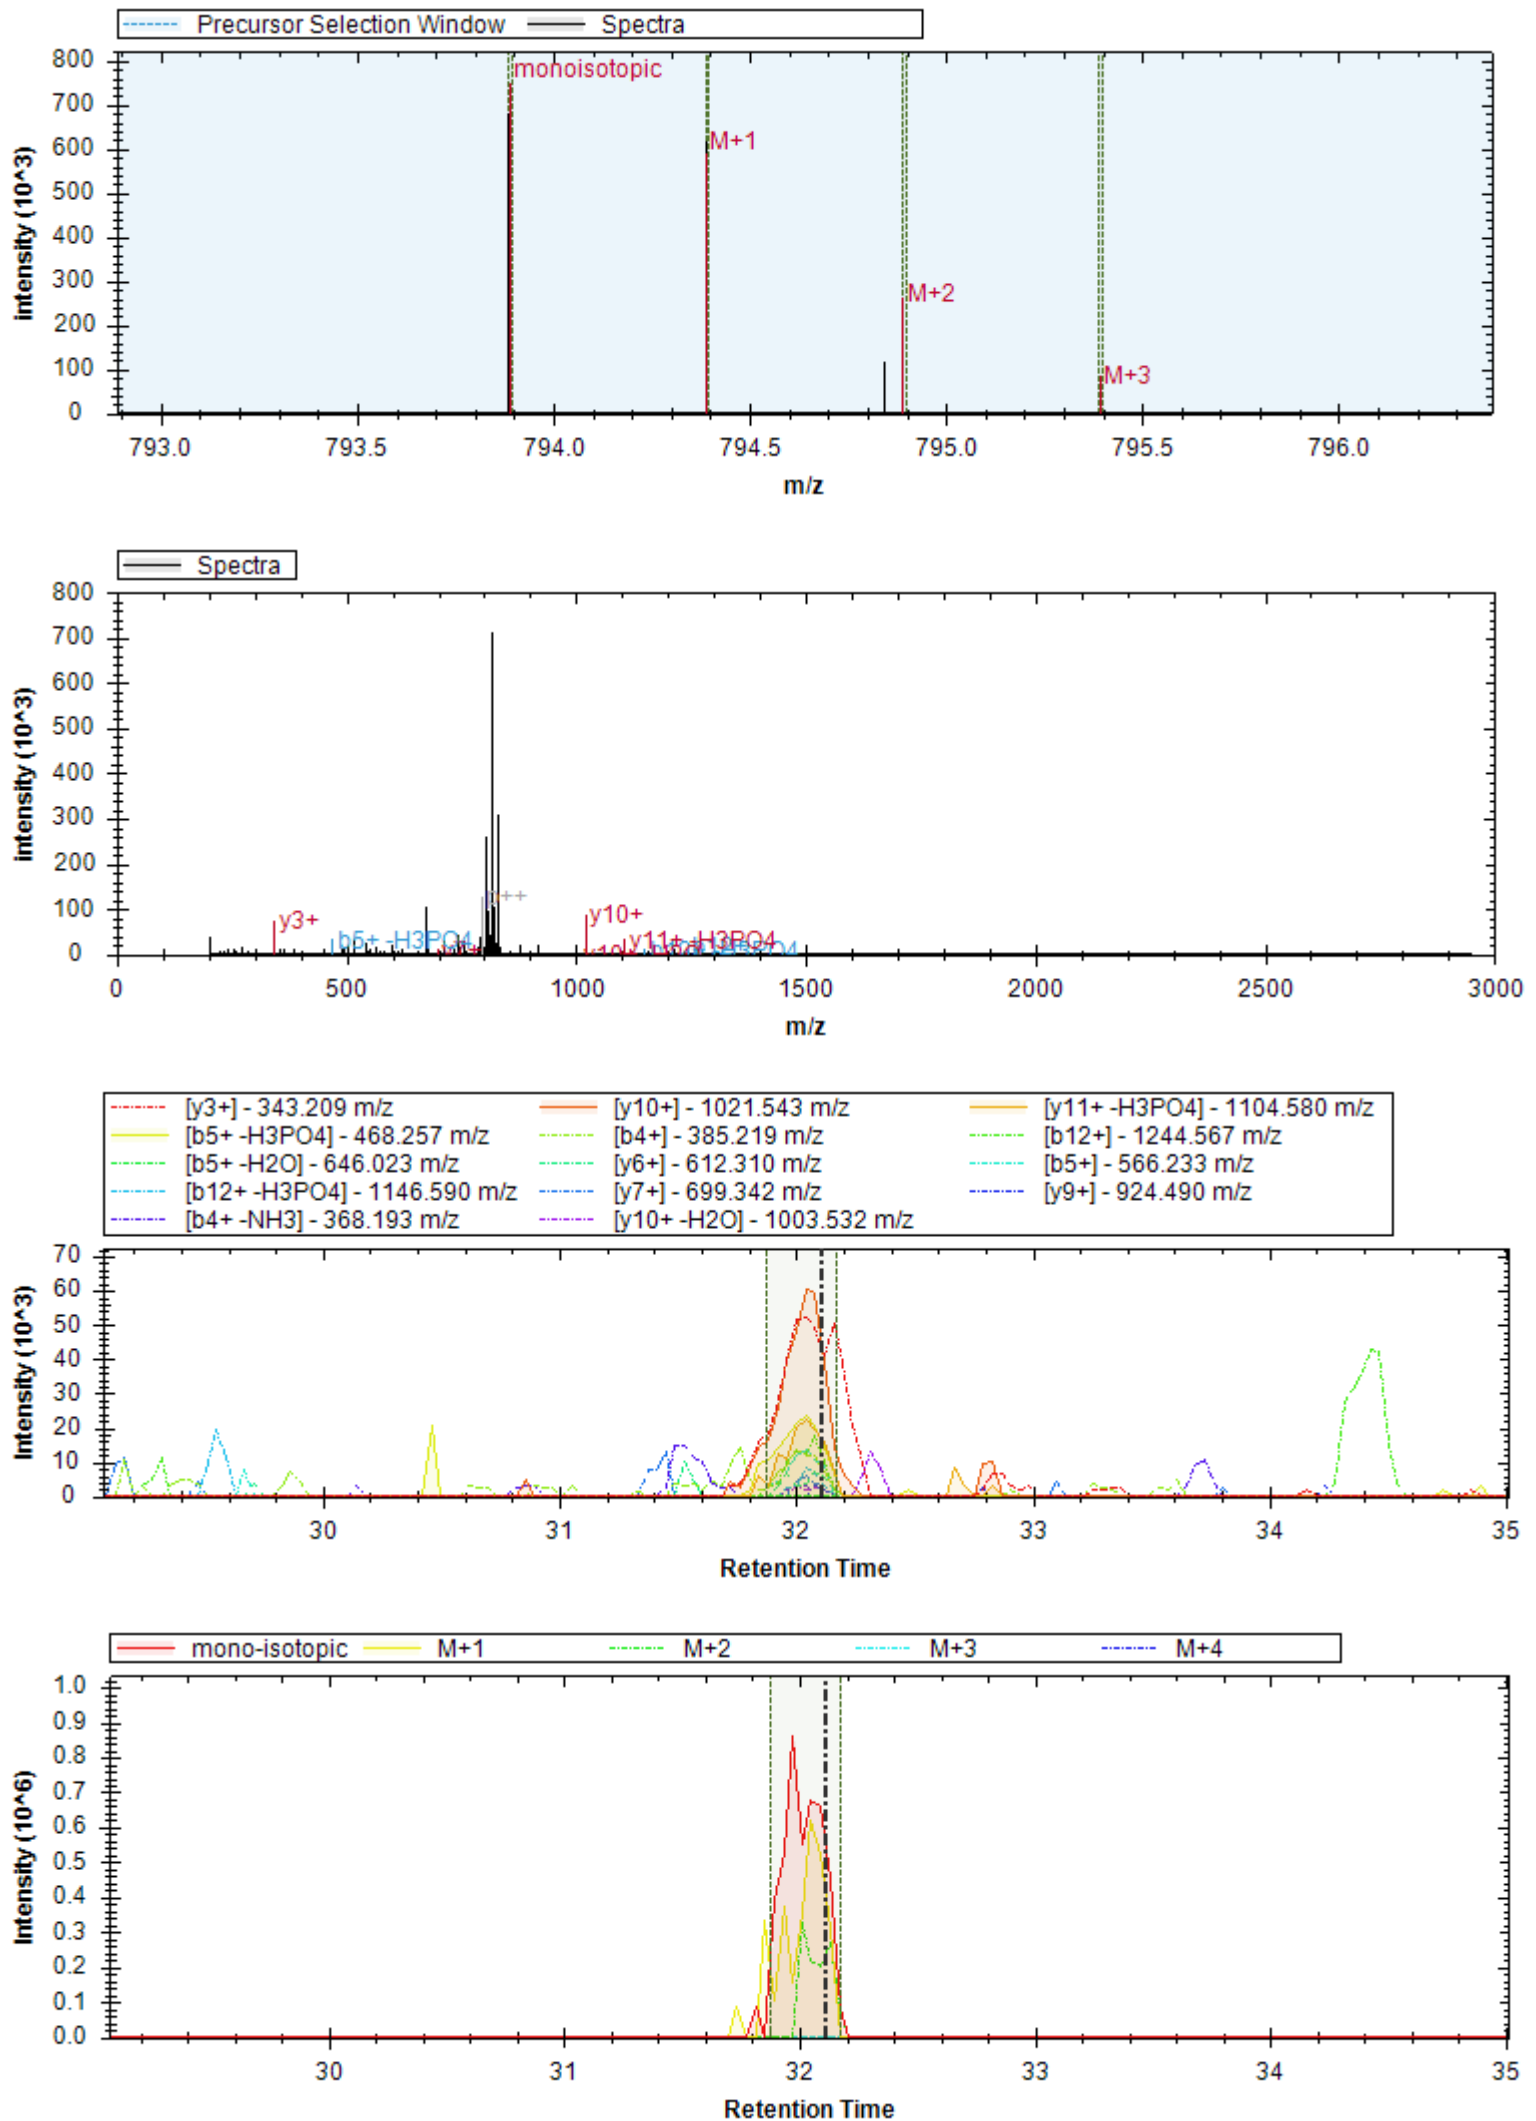 Precursor Selection Window Spectra
800
monoisotopic
700
M+1
600
500
400
M+2
300
200
M+3
100
0
793.0 793.5 794.0 794.5 795.0 795.5 796.0
m/z
intensity (10^3)
Spectra
800
700
600
500
400
300
200
++
100
y3+ y10+
b5+ -H3PO4 y11+ -H3PO4
0
0 500 1000 1500 2000 2500 3000
m/z
intensity (10^3)
[y3+] - 343.209 m/z [y10+] - 1021.543 m/z [y11+ -H3PO4] - 1104.580 m/z
[b5+ -H3PO4] - 468.257 m/z [b4+] - 385.219 m/z [b12+] - 1244.567 m/z
[b5+ -H2O] - 646.023 m/z [y6+] - 612.310 m/z [b5+] - 566.233 m/z
[b12+ -H3PO4] - 1146.590 m/z [y7+] - 699.342 m/z [y9+] - 924.490 m/z
[b4+ -NH3] - 368.193 m/z [y10+ -H2O] - 1003.532 m/z
70
60
50
40
30
20
10
0
30 31 32 33 34 35
Retention Time
Intensity (10^3)
mono-isotopic M+1 M+2 M+3 M+4
1.0
0.9
0.8
0.7
0.6
0.5
0.4
0.3
0.2
0.1
0.0
30 31 32 33 34 35
Retention Time
Intensity (10^6)